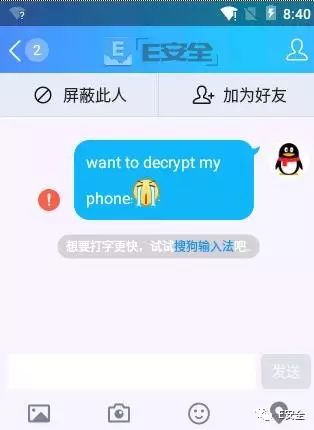 8:40
2
E安全
屏蔽此人
加为好友
want to decrypt my
phone
想要打字更快，试试搜狗输入法吧。
发送
E安全